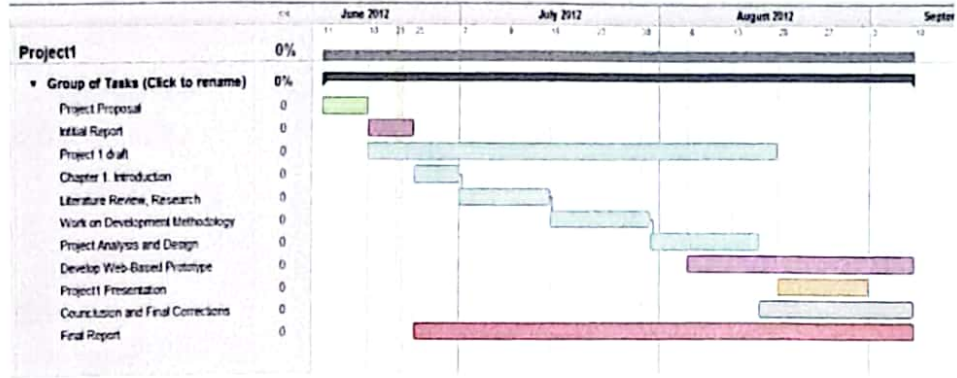 June 2012 July 2012 August 2012 Septem
Project1 0%
▼ Group of Tasks (Click to rename) 0%
Project Proposal 0
Intitial Report 0
Project 1 draft 0
Chapter 1. Introduction 0
Literature Review, Research 0
Work on Development Methodology 0
Project Analysis and Design 0
Develop Web-Based Prototype 0
Project1 Presentation 0
Counclusion and Final Corrections 0
Final Report 0